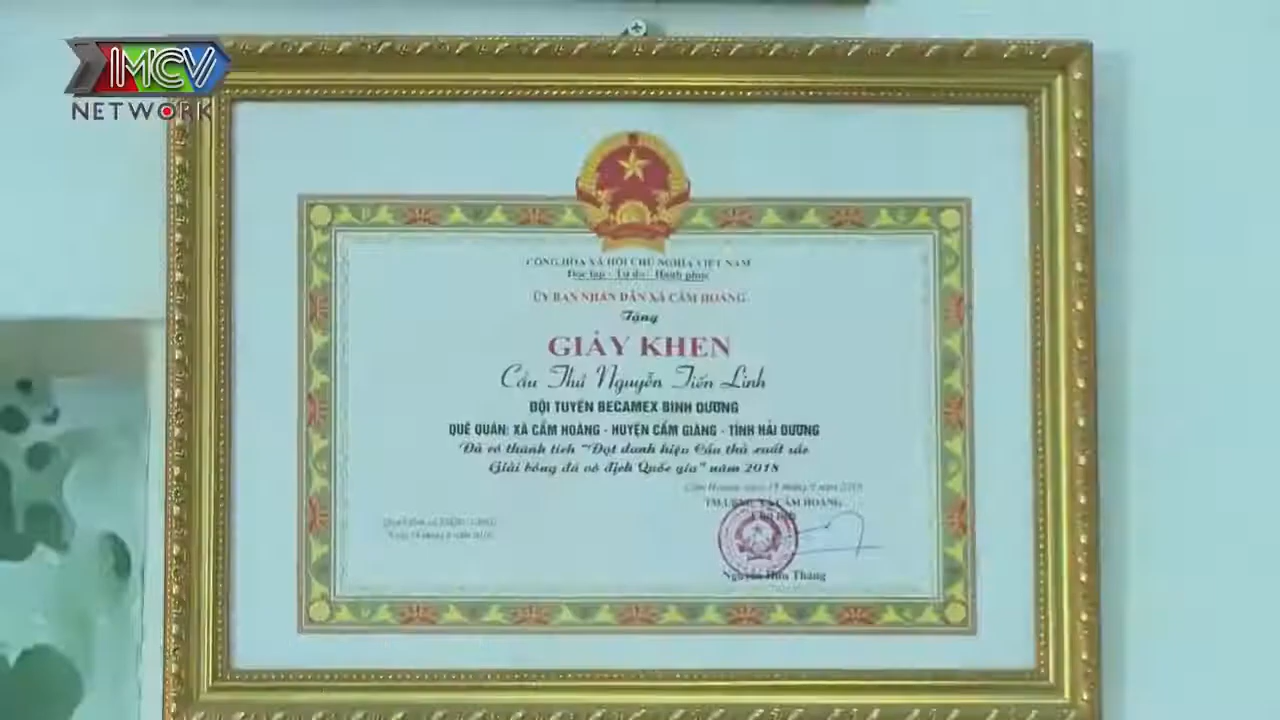 MCV
NETWORK
CỘNG HÒA XÃ HỘI CHỦ NGHĨA VIỆT NAM
Độc lập - Tự do - Hạnh phúc
ỦY BAN NHÂN DÂN XÃ CẨM HOÀNG
Tặng
GIẤY KHEN
Cầu Thủ Nguyễn Tiến Linh
ĐỘI TUYỂN BECAMEX BÌNH DƯƠNG
QUÊ QUÁN: XÃ CẨM HOÀNG - HUYỆN CẨM GIÀNG - TỈNH HẢI DƯƠNG
Đã có thành tích "Đạt danh hiệu Cầu thủ xuất sắc
Giải bóng đá vô địch Quốc gia" năm 2018
TM.UBND XÃ CẨM HOÀNG
Nguyễn Hữu Thắng